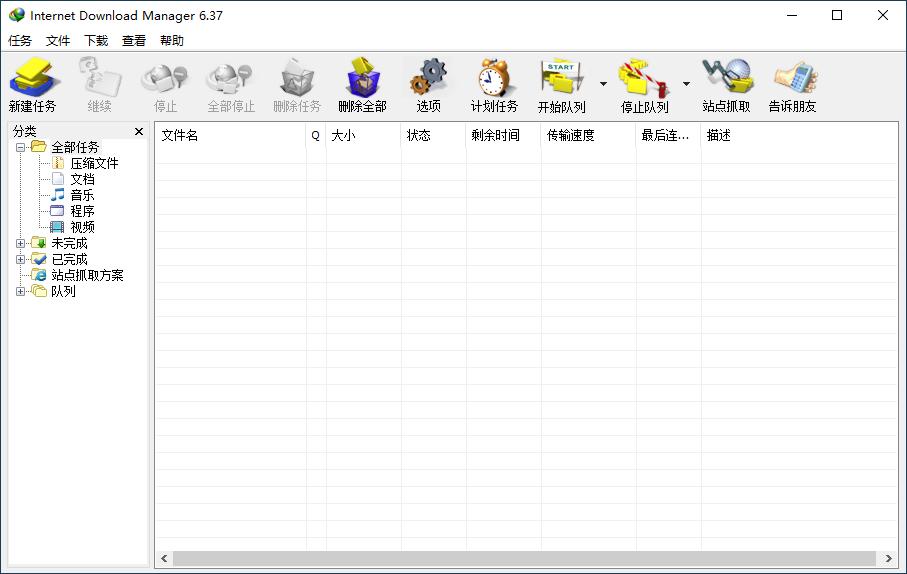 Internet Download Manager 6.37
任务 文件 下载 查看 帮助
新建任务 继续 停止 全部停止 删除任务 删除全部 选项 计划任务 START 开始队列 停止队列 站点抓取 告诉朋友
分类
文件名 Q 大小 状态 剩余时间 传输速度 最后连... 描述
全部任务
压缩文件
文档
音乐
程序
视频
未完成
已完成
站点抓取方案
队列